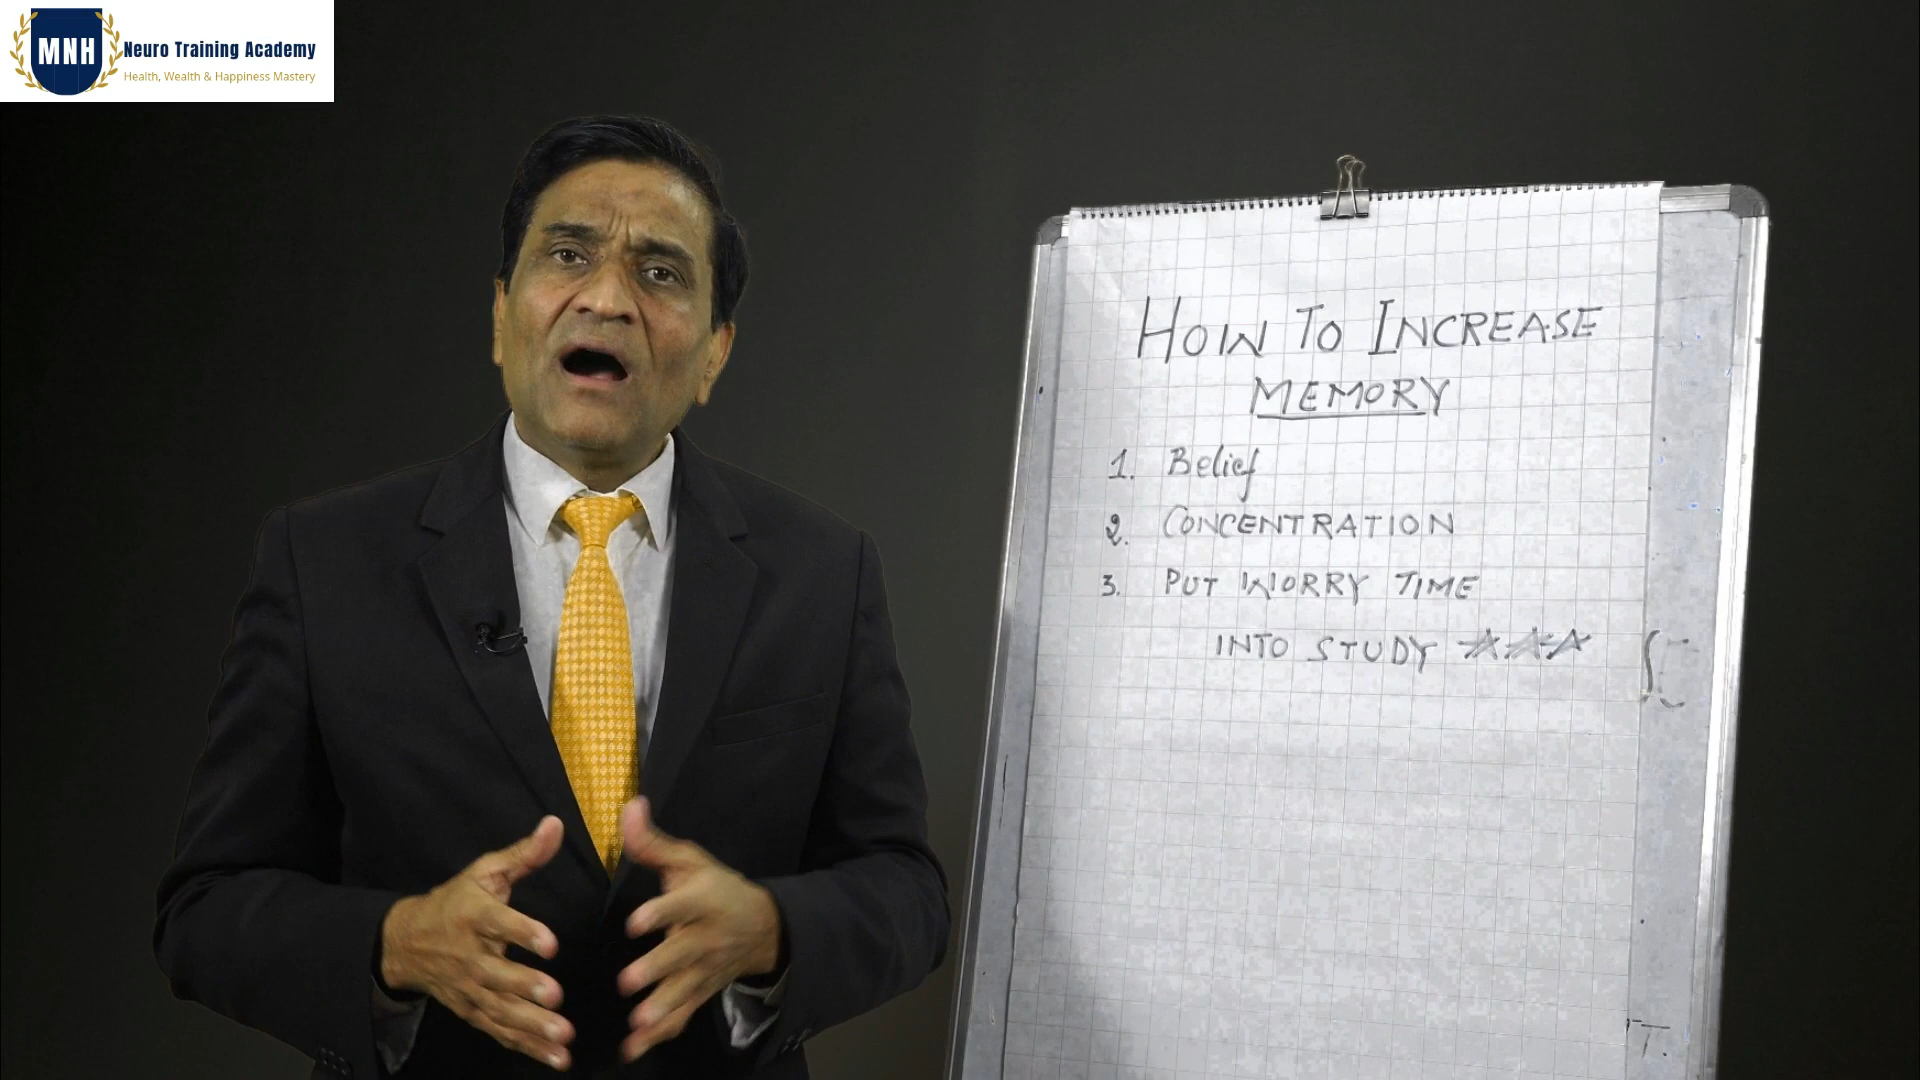 MNH
Neuro Training Academy
Health, Wealth & Happiness Mastery
HOW TO INCREASE
MEMORY
1. Belief
2. CONCENTRATION
3. PUT WORRY TIME
INTO STUDY